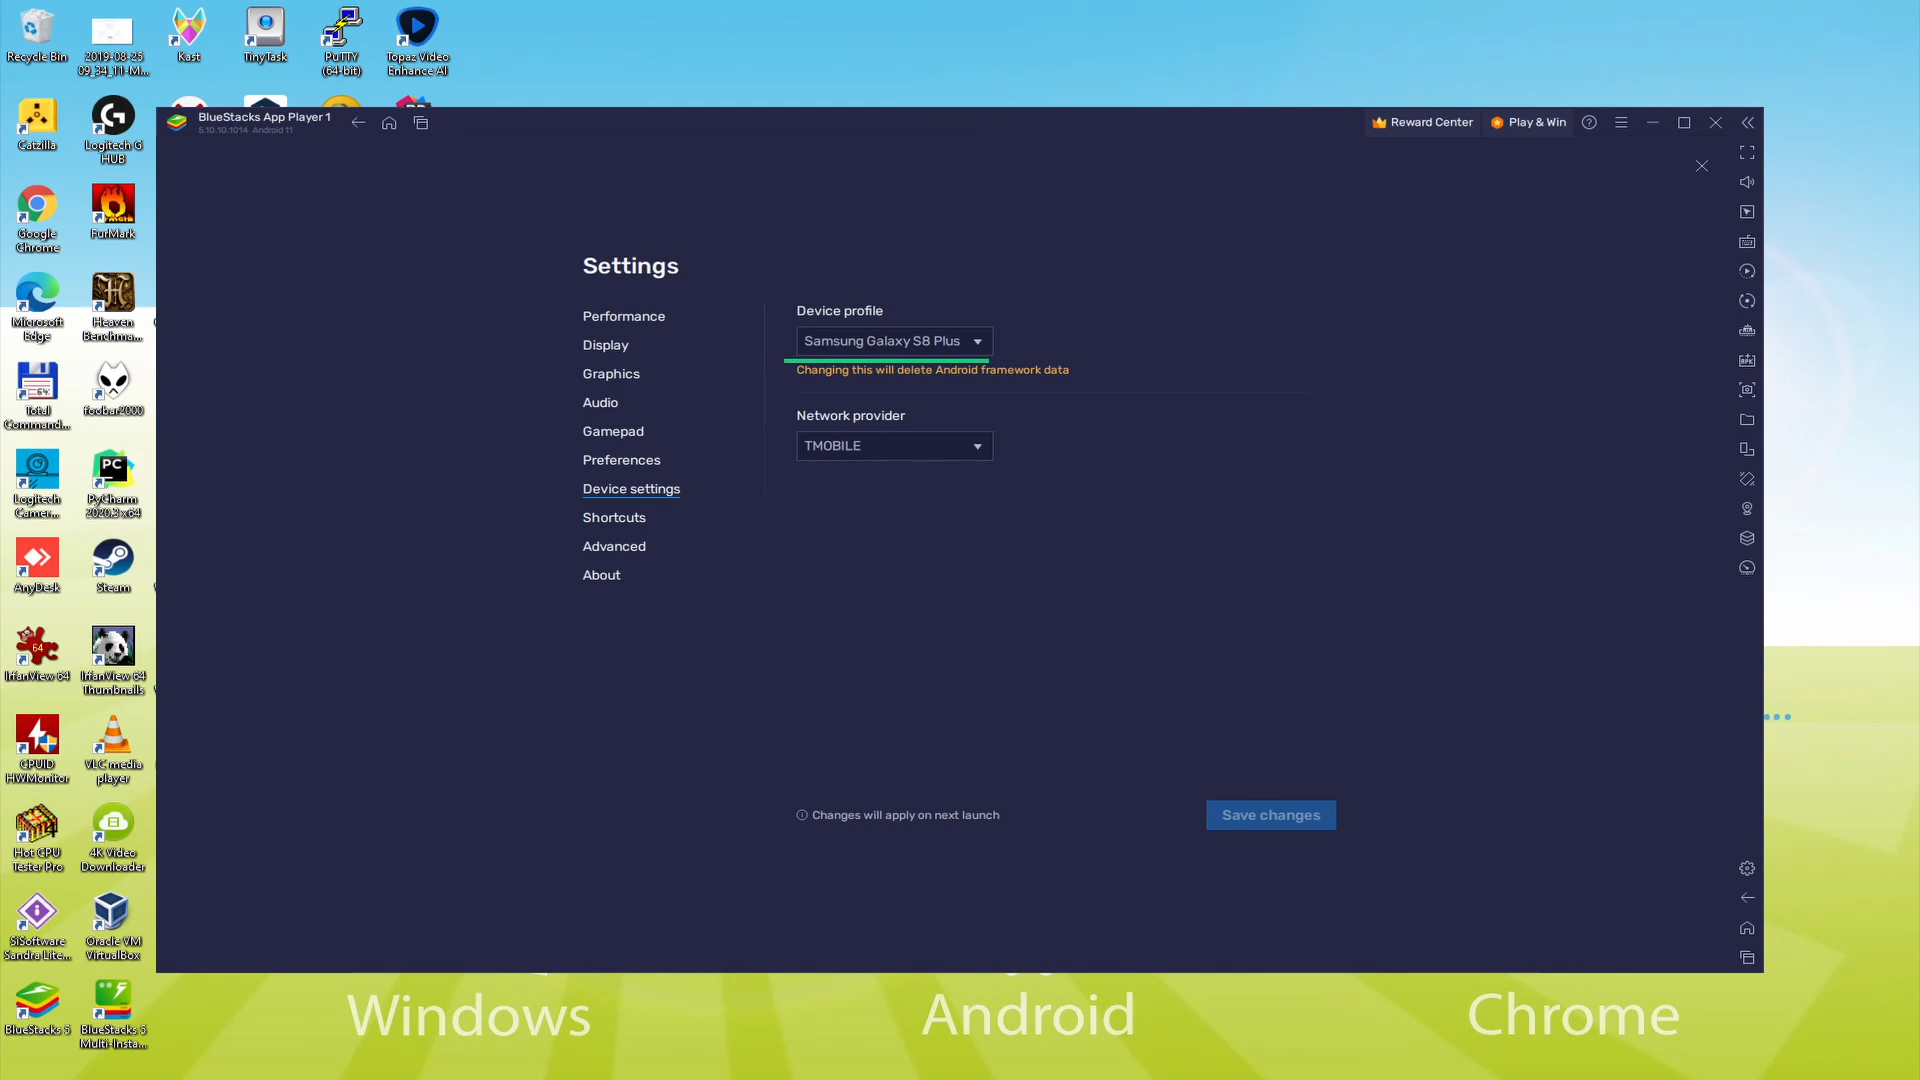 Recycle Bin
2019-08-25
09_34_11-M...
Kast
TinyTask
PuTTY
(64-bit)
Topaz Video
Enhance AI
BlueStacks App Player 1
5.10.10.1014 Android 11
Reward Center
Play & Win
Catzilla
Logitech G
HUB
Google
Chrome
FurMark
Microsoft
Edge
Heaven
Benchma...
Total
Command...
foobar2000
Logitech
Camer...
PyCharm
2020.3 x64
AnyDesk
Steam
IrfanView 64
IrfanView 64
Thumbnails
CPUID
HWMonitor
VLC media
player
Hot CPU
Tester Pro
4K Video
Downloader
SiSoftware
Sandra Lite...
Oracle VM
VirtualBox
BlueStacks 5
BlueStacks 5
Multi-Insta...
Settings
Performance
Display
Graphics
Audio
Gamepad
Preferences
Device settings
Shortcuts
Advanced
About
Device profile
Samsung Galaxy S8 Plus
Changing this will delete Android framework data
Network provider
TMOBILE
Changes will apply on next launch
Save changes
Windows
Android
Chrome